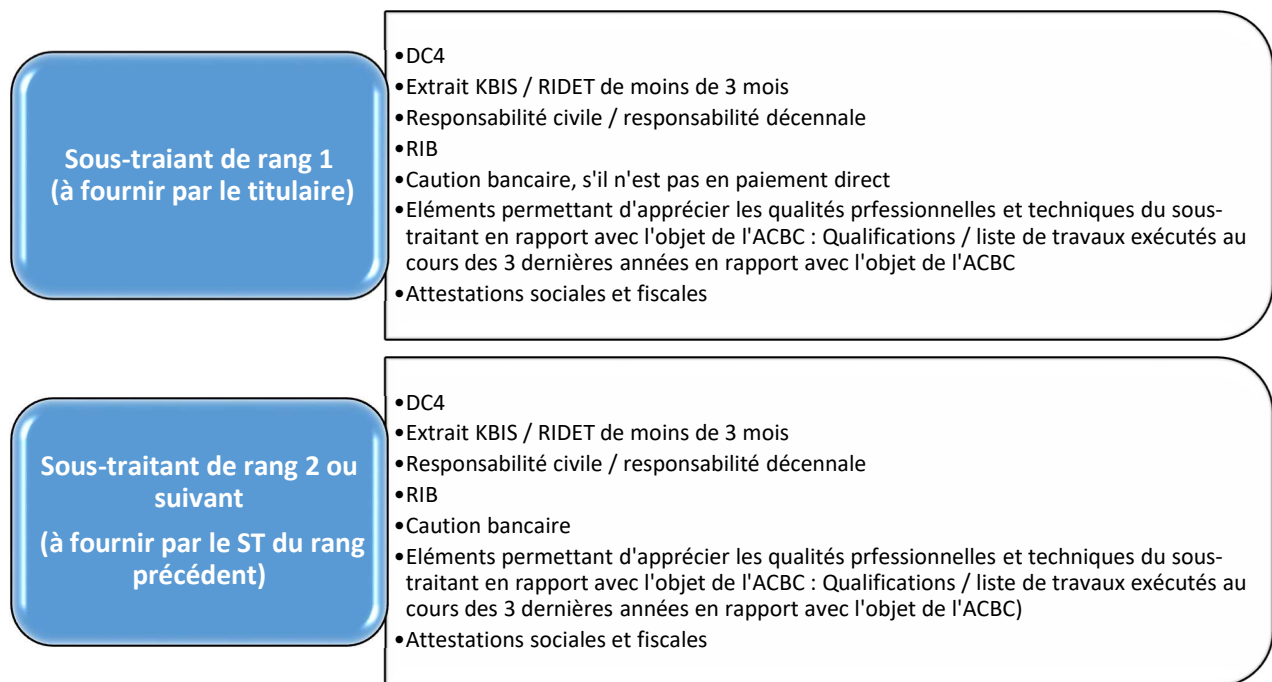 Sous-traiant de rang 1
(à fournir par le titulaire)
•DC4
•Extrait KBIS / RIDET de moins de 3 mois
•Responsabilité civile / responsabilité décennale
•RIB
•Caution bancaire, s'il n'est pas en paiement direct
•Eléments permettant d'apprécier les qualités prfessionnelles et techniques du sous-
traitant en rapport avec l'objet de l'ACBC : Qualifications / liste de travaux exécutés au
cours des 3 dernières années en rapport avec l'objet de l'ACBC
•Attestations sociales et fiscales
Sous-traitant de rang 2 ou
suivant
(à fournir par le ST du rang
précédent)
•DC4
•Extrait KBIS / RIDET de moins de 3 mois
•Responsabilité civile / responsabilité décennale
•RIB
•Caution bancaire
•Eléments permettant d'apprécier les qualités prfessionnelles et techniques du sous-
traitant en rapport avec l'objet de l'ACBC : Qualifications / liste de travaux exécutés au
cours des 3 dernières années en rapport avec l'objet de l'ACBC)
•Attestations sociales et fiscales